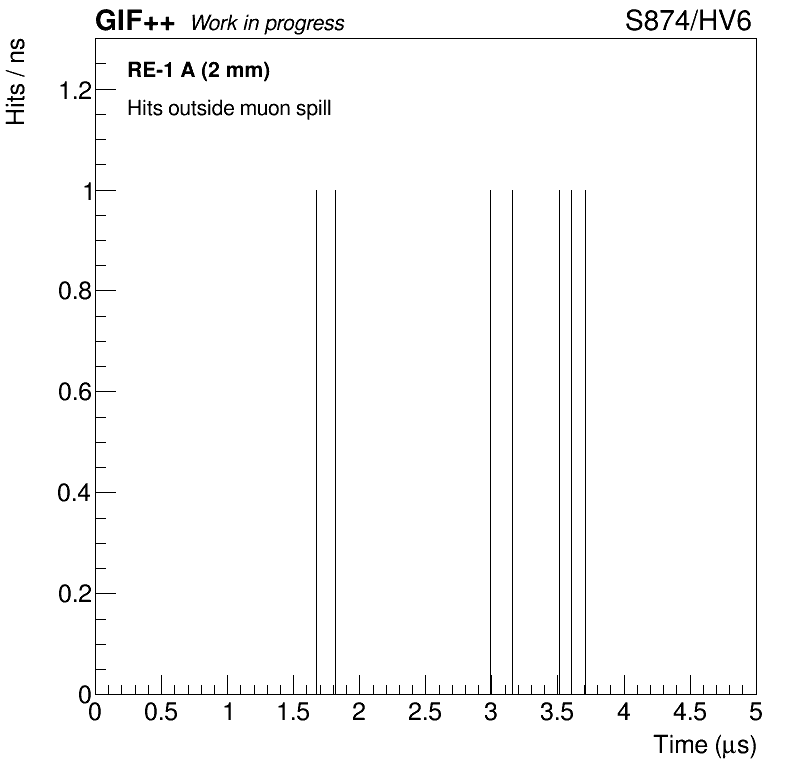 GIF++ Work in progress S874/HV6
Hits / ns
RE-1 A (2 mm)
Hits outside muon spill
1.2
1
0.8
0.6
0.4
0.2
0
0 0.5 1 1.5 2 2.5 3 3.5 4 4.5 5
Time (μs)